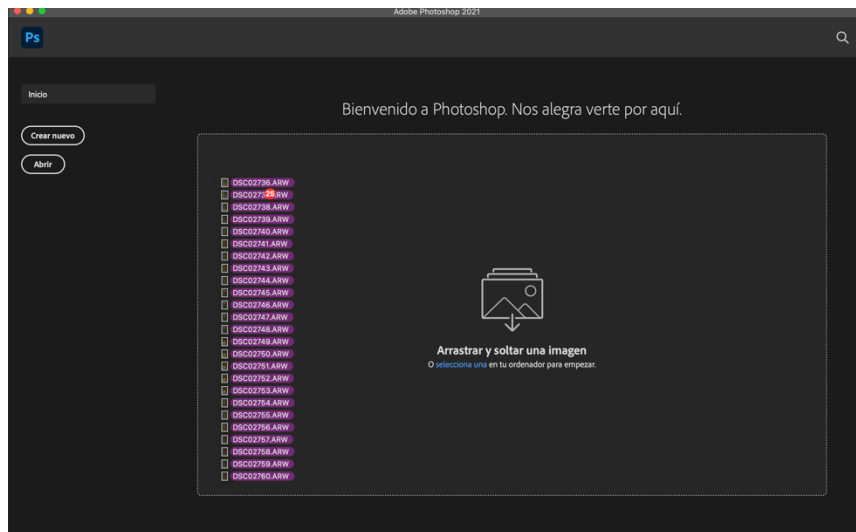 Adobe Photoshop 2021
Ps
Inicio
Bienvenido a Photoshop. Nos alegra verte por aquí.
Crear nuevo
Abrir
DSC02736.ARW
DSC0273 25 RW
DSC02738.ARW
DSC02739.ARW
DSC02740.ARW
DSC02741.ARW
DSC02742.ARW
DSC02743.ARW
DSC02744.ARW
DSC02745.ARW
DSC02746.ARW
DSC02747.ARW
DSC02748.ARW
DSC02749.ARW
DSC02750.ARW
DSC02751.ARW
DSC02752.ARW
DSC02753.ARW
DSC02754.ARW
DSC02755.ARW
DSC02756.ARW
DSC02757.ARW
DSC02758.ARW
DSC02759.ARW
DSC02760.ARW
Arrastrar y soltar una imagen
O selecciona una en tu ordenador para empezar.